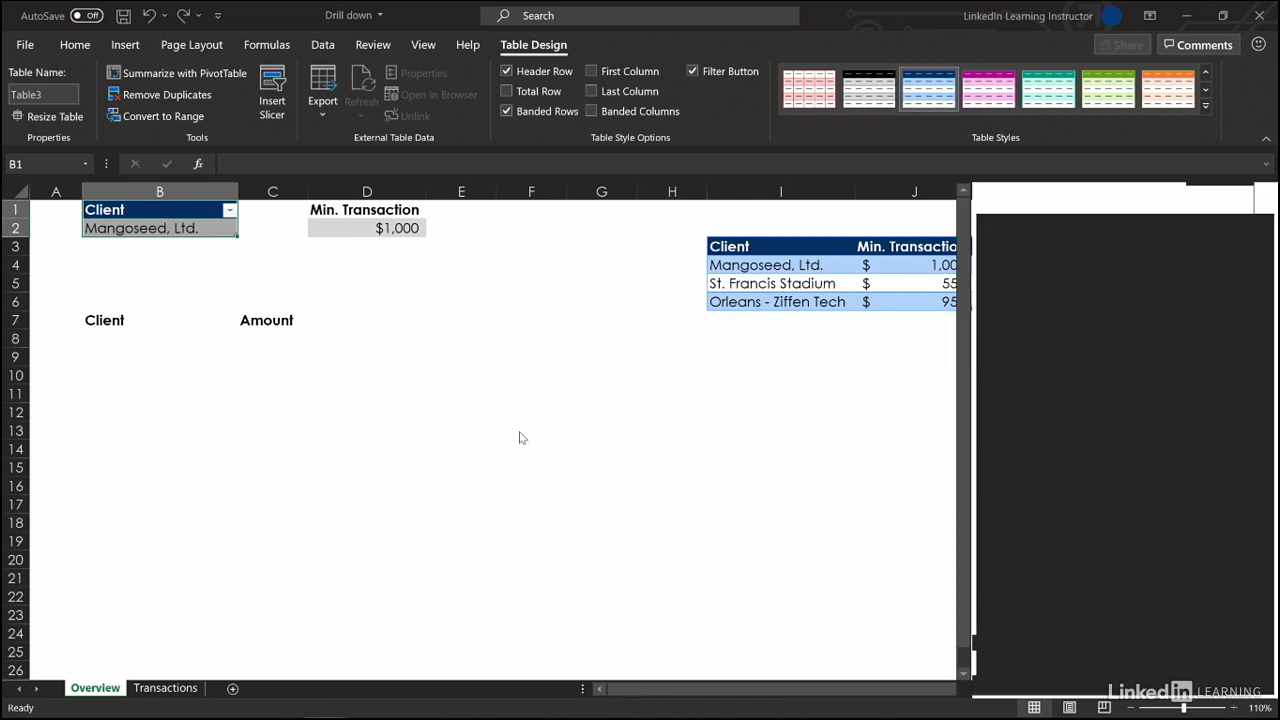 AutoSave Off Drill down Search LinkedIn Learning Instructor
File Home Insert Page Layout Formulas Data Review View Help Table Design Share Comments
Table Name:
Table3
Resize Table
Properties
Summarize with PivotTable
Remove Duplicates
Convert to Range
Tools
Insert
Slicer
Export
Refresh
Properties
Open in Browser
Unlink
External Table Data
Header Row First Column Filter Button
Total Row Last Column
Banded Rows Banded Columns
Table Style Options
Table Styles
B1 fx
A B C D E F G H I J
1 Client Min. Transaction
2 Mangoseed, Ltd. $1,000
3 Client Min. Transactio
4 Mangoseed, Ltd. $ 1,00
5 St. Francis Stadium $ 55
6 Orleans - Ziffen Tech $ 95
7 Client Amount
8
9
10
11
12
13
14
15
16
17
18
19
20
21
22
23
24
25
26
Overview Transactions
Linked in LEARNING
Ready 110%